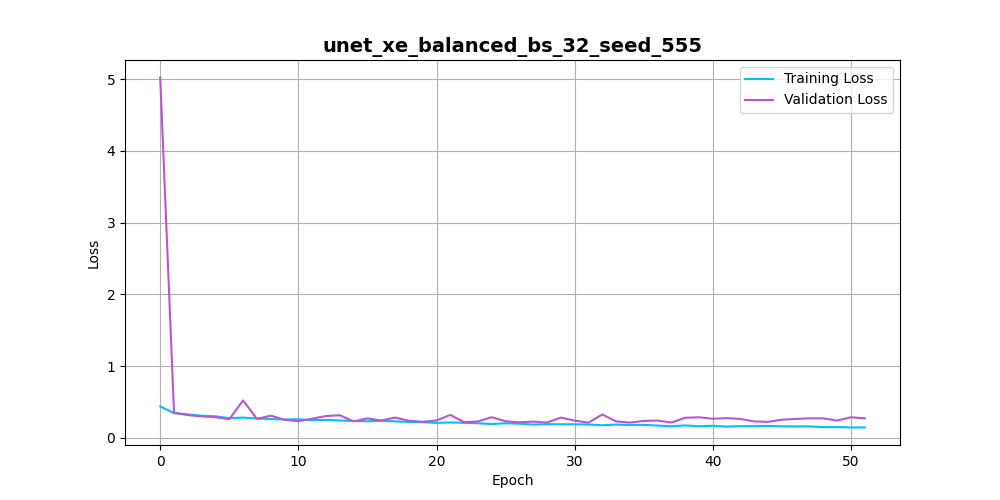 unet_xe_balanced_bs_32_seed_555
Training Loss
Validation Loss
5
4
3
2
1
0
Loss
0 10 20 30 40 50
Epoch